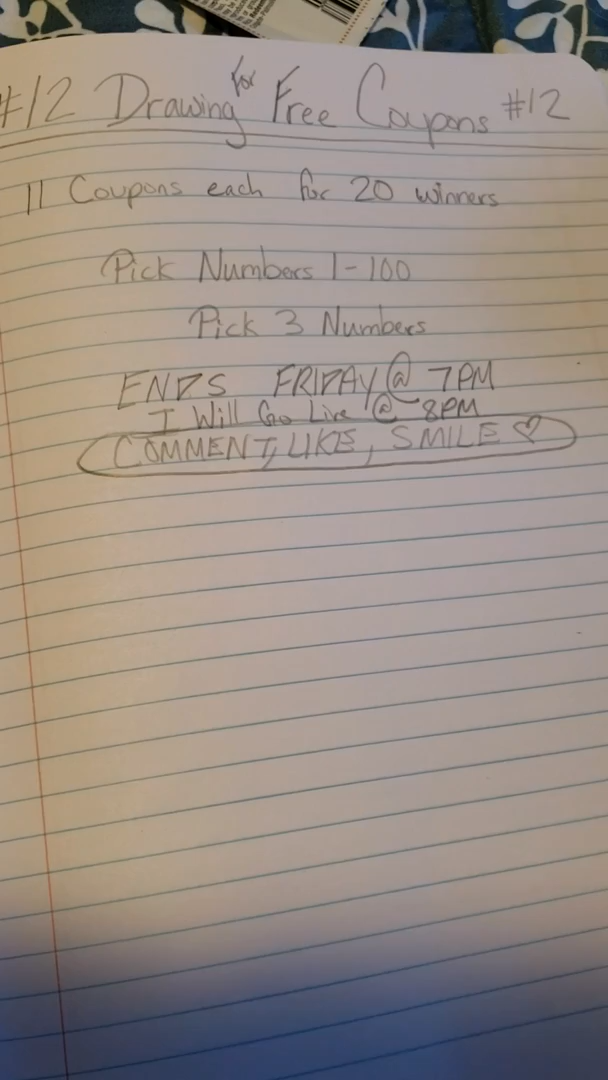 #12 Drawing for Free Coupons #12
11 Coupons each for 20 winners
Pick Numbers 1-100
Pick 3 Numbers
ENDS FRIDAY @ 7PM
I Will Go Live @ 8PM
COMMENT, LIKE, SMILE ♡